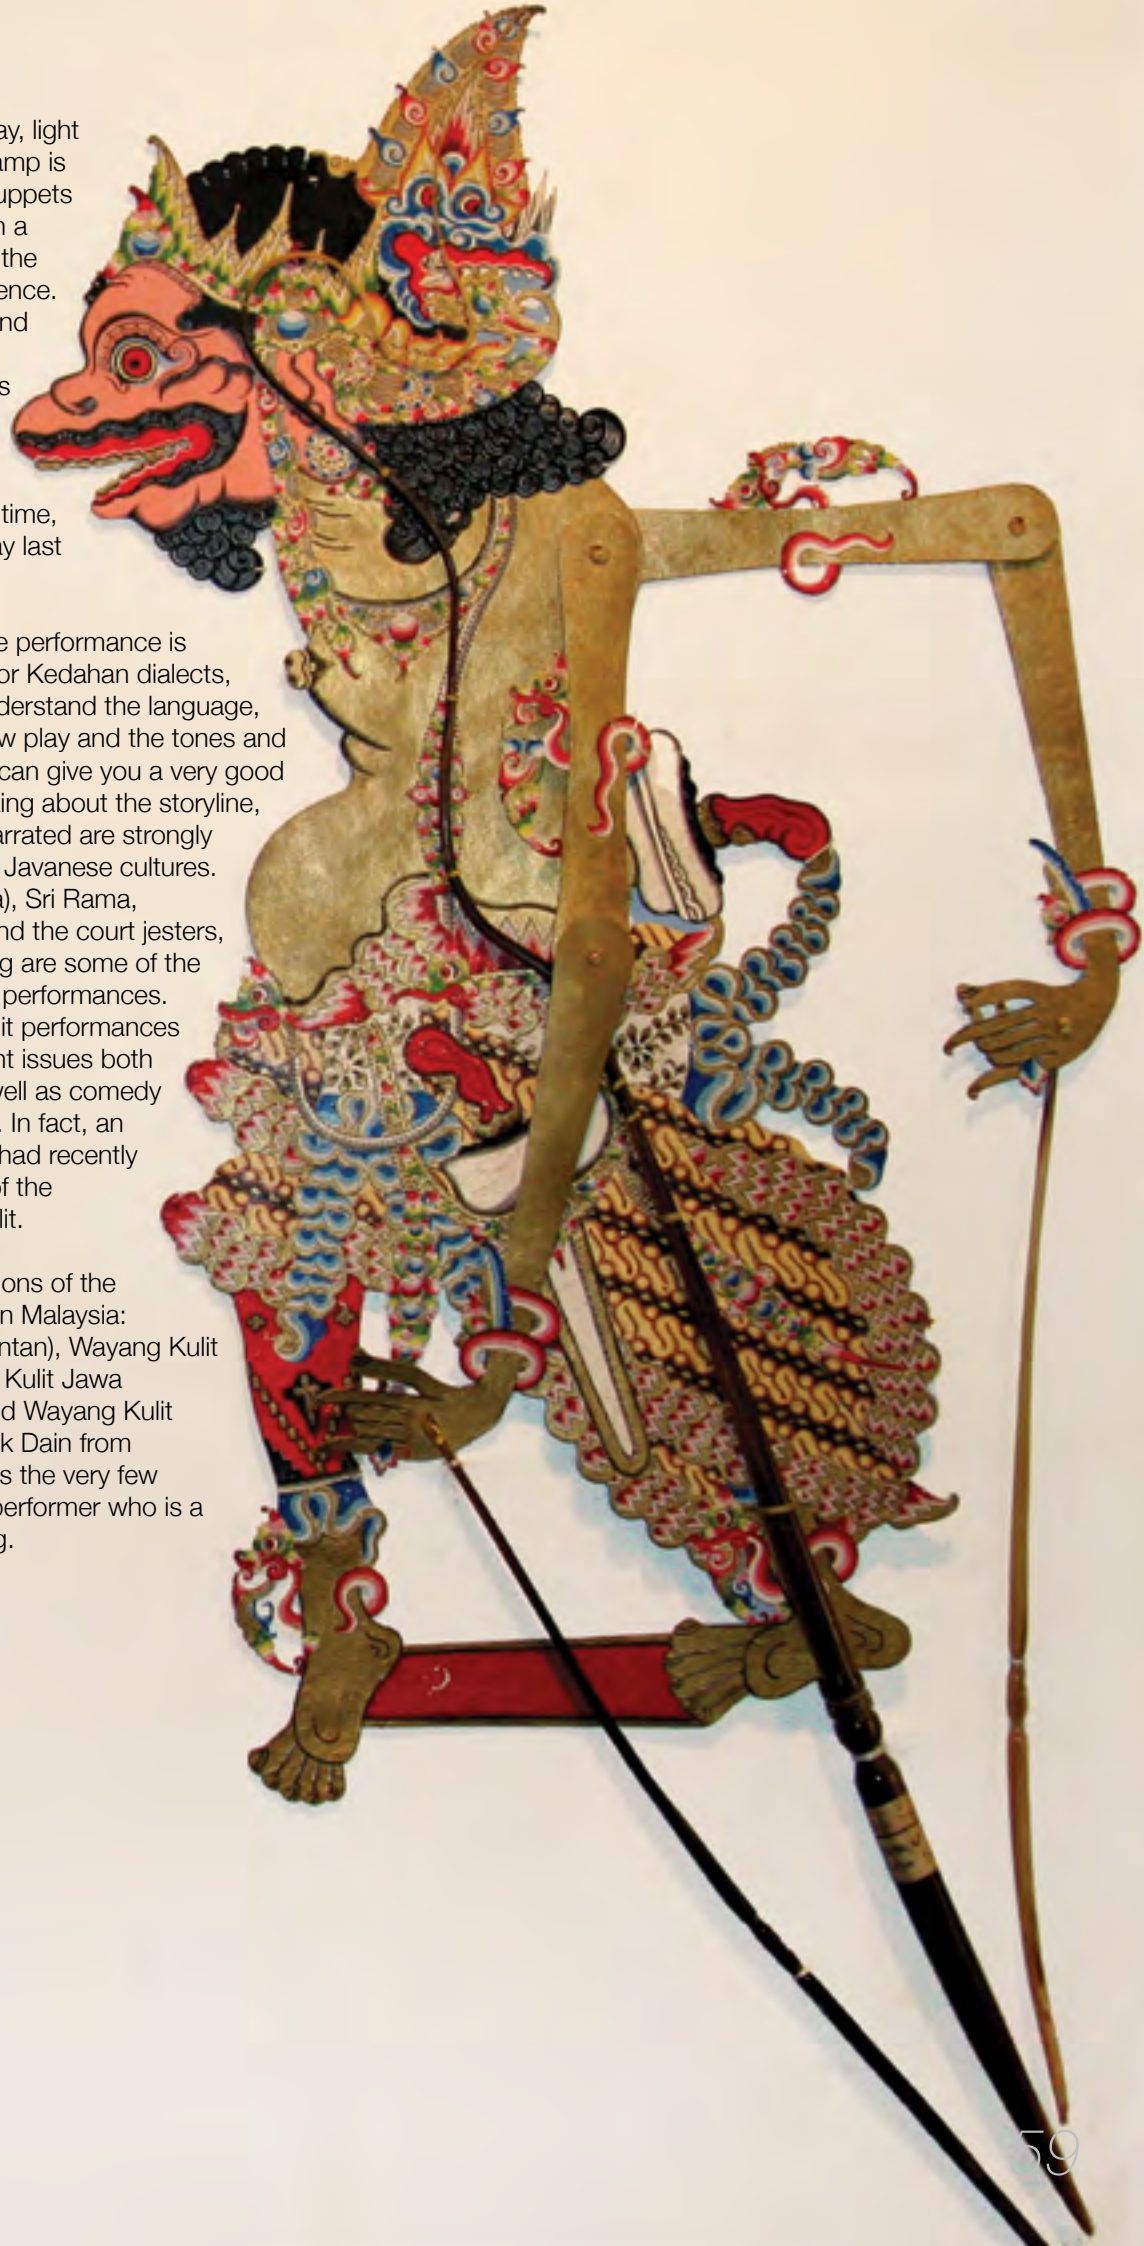 ay, light
amp is
uppets
n a
the
ence.
nd
s
time,
ay last
e performance is
or Kedahan dialects,
derstand the language,
w play and the tones and
can give you a very good
king about the storyline,
arrated are strongly
Javanese cultures.
a), Sri Rama,
nd the court jesters,
g are some of the
performances.
it performances
nt issues both
well as comedy
. In fact, an
had recently
of the
lit.
ons of the
n Malaysia:
ntan), Wayang Kulit
Kulit Jawa
d Wayang Kulit
k Dain from
s the very few
performer who is a
g.
59